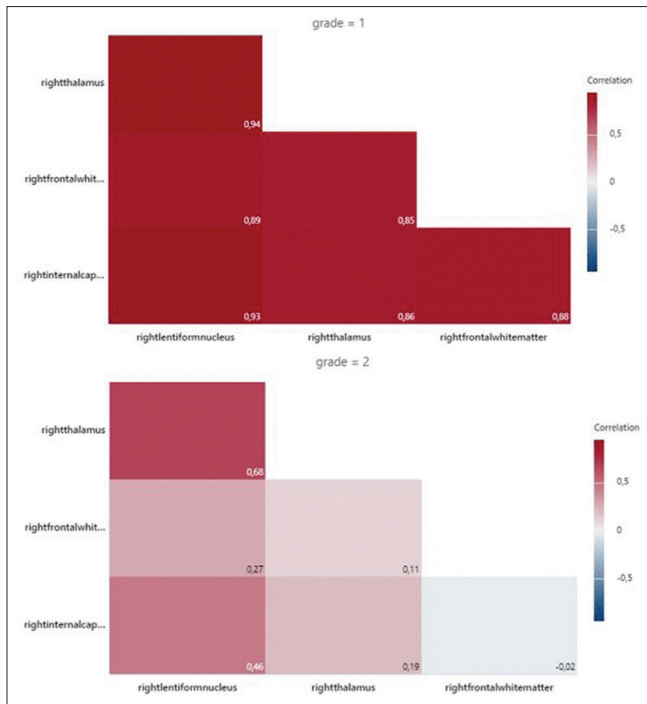 grade = 1
Correlation
rightthalamus
0,94
0,5
rightfrontalwhit...
0,89
0,85
0
-0,5
rightinternalcap...
0,93
0,86
0,88
rightlentiformnucleus
rightthalamus
rightfrontalwhitematter
grade = 2
Correlation
rightthalamus
0,68
0,5
rightfrontalwhit...
0,27
0,11
0
-0,5
rightinternalcap...
0,46
0,19
-0,02
rightlentiformnucleus
rightthalamus
rightfrontalwhitematter